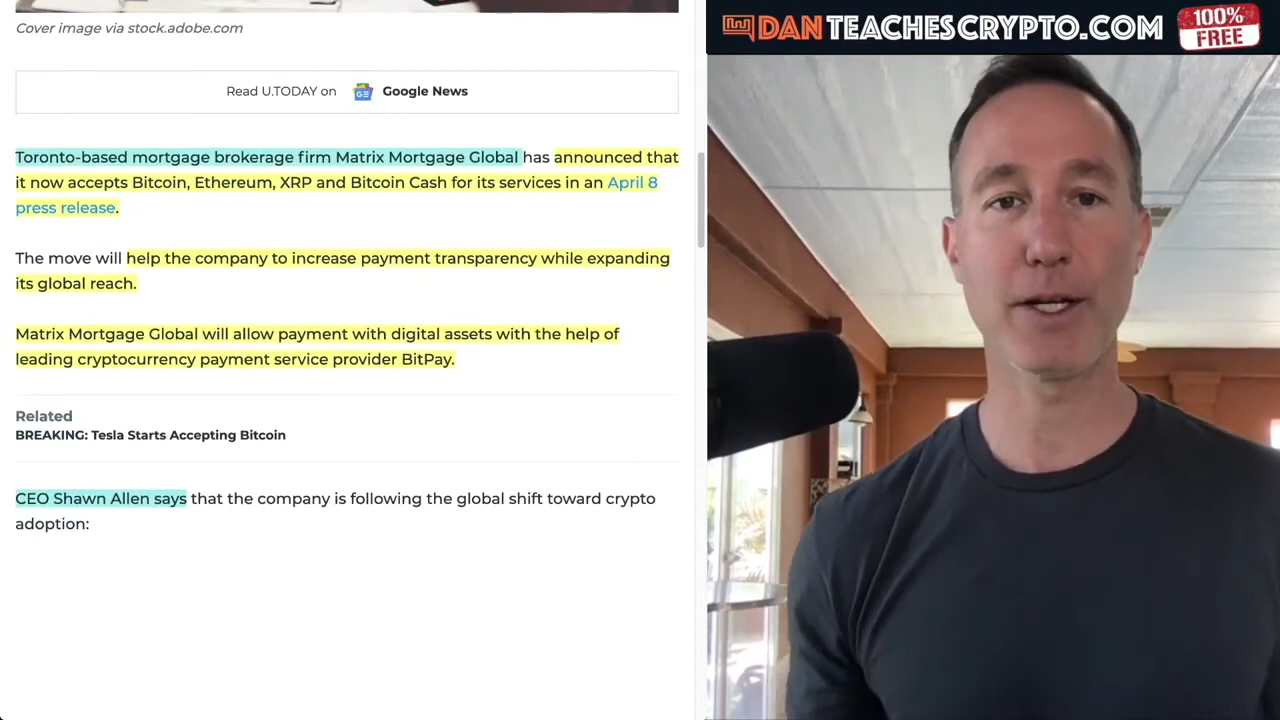 Cover image via stock.adobe.com
Read U.TODAY on GE Google News
Toronto-based mortgage brokerage firm Matrix Mortgage Global has announced that
it now accepts Bitcoin, Ethereum, XRP and Bitcoin Cash for its services in an April 8
press release.
The move will help the company to increase payment transparency while expanding
its global reach.
Matrix Mortgage Global will allow payment with digital assets with the help of
leading cryptocurrency payment service provider BitPay.
Related
BREAKING: Tesla Starts Accepting Bitcoin
CEO Shawn Allen says that the company is following the global shift toward crypto
adoption:
DANTEACHESCRYPTO.COM
100%
FREE